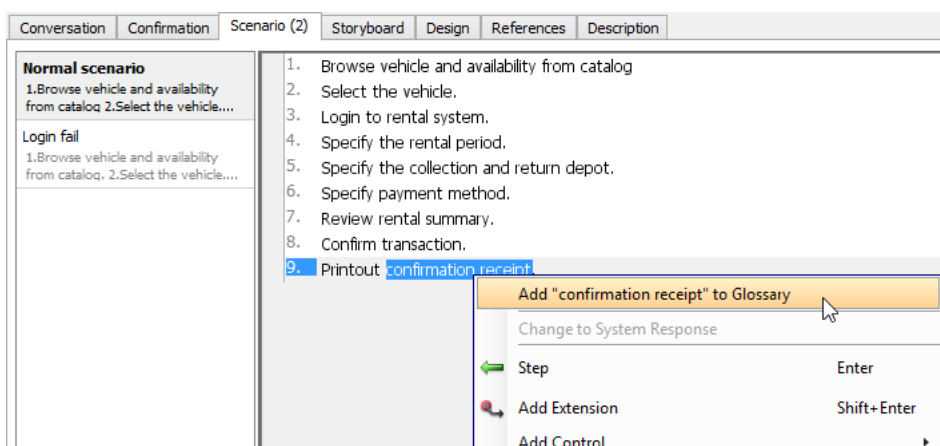 Conversation Confirmation Scenario (2) Storyboard Design References Description
Normal scenario
1.Browse vehicle and availability
from catalog 2.Select the vehicle....
Login fail
1.Browse vehicle and availability
from catalog. 2.Select the vehicle....
1. Browse vehicle and availability from catalog
2. Select the vehicle.
3. Login to rental system.
4. Specify the rental period.
5. Specify the collection and return depot.
6. Specify payment method.
7. Review rental summary.
8. Confirm transaction.
9. Printout confirmation receipt.
Add "confirmation receipt" to Glossary
Change to System Response
Step Enter
Add Extension Shift+Enter
Add Control